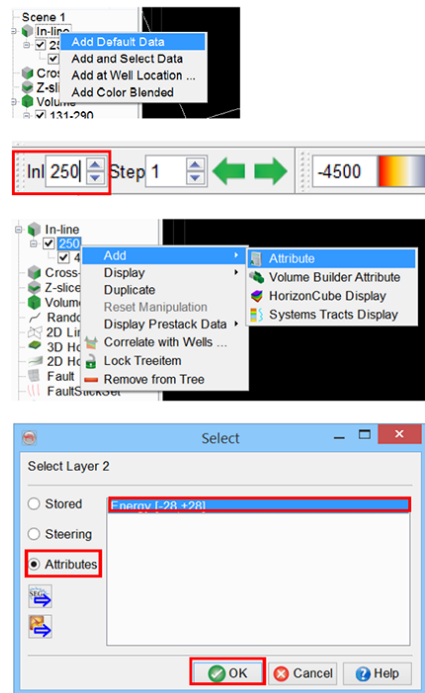 Scene 1
In-line
Add Default Data
Add and Select Data
Add at Well Location ...
Add Color Blended
Volume
131-290
Inl 250 Step 1 -4500
In-line
250
Add
Attribute
4
Display
Volume Builder Attribute
Cross-
Duplicate
HorizonCube Display
Z-slice
Reset Manipulation
Systems Tracts Display
Volum
Display Prestack Data
Rando
Correlate with Wells ...
2D Lin
3D Ho
Lock Treeitem
2D Ho
Remove from Tree
Fault
FaultStickSet
Select
Select Layer 2
Stored
Energy [-28,+28]
Steering
Attributes
SEG
OK Cancel Help